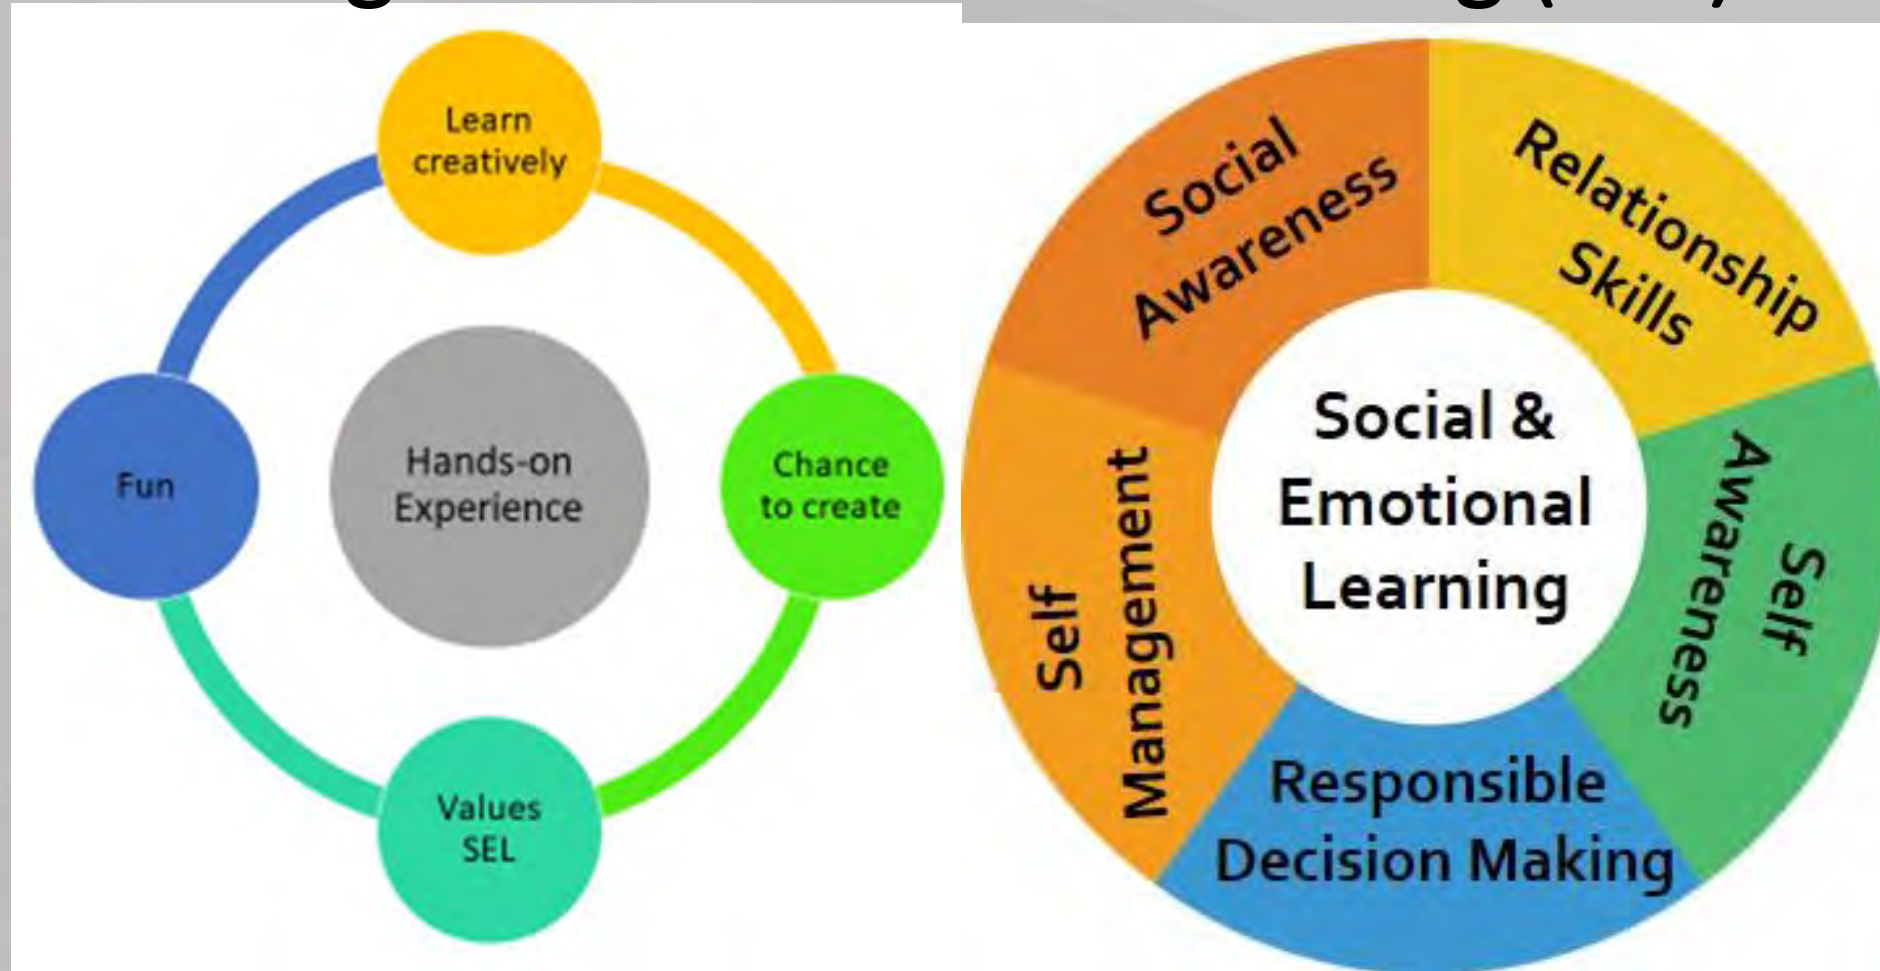 Learn
creatively
Fun
Hands-on
Experience
Chance
to create
Values
SEL
Social
Awareness
Relationship
Skills
Social &
Emotional
Learning
Self
Management
Self
Awareness
Responsible
Decision Making